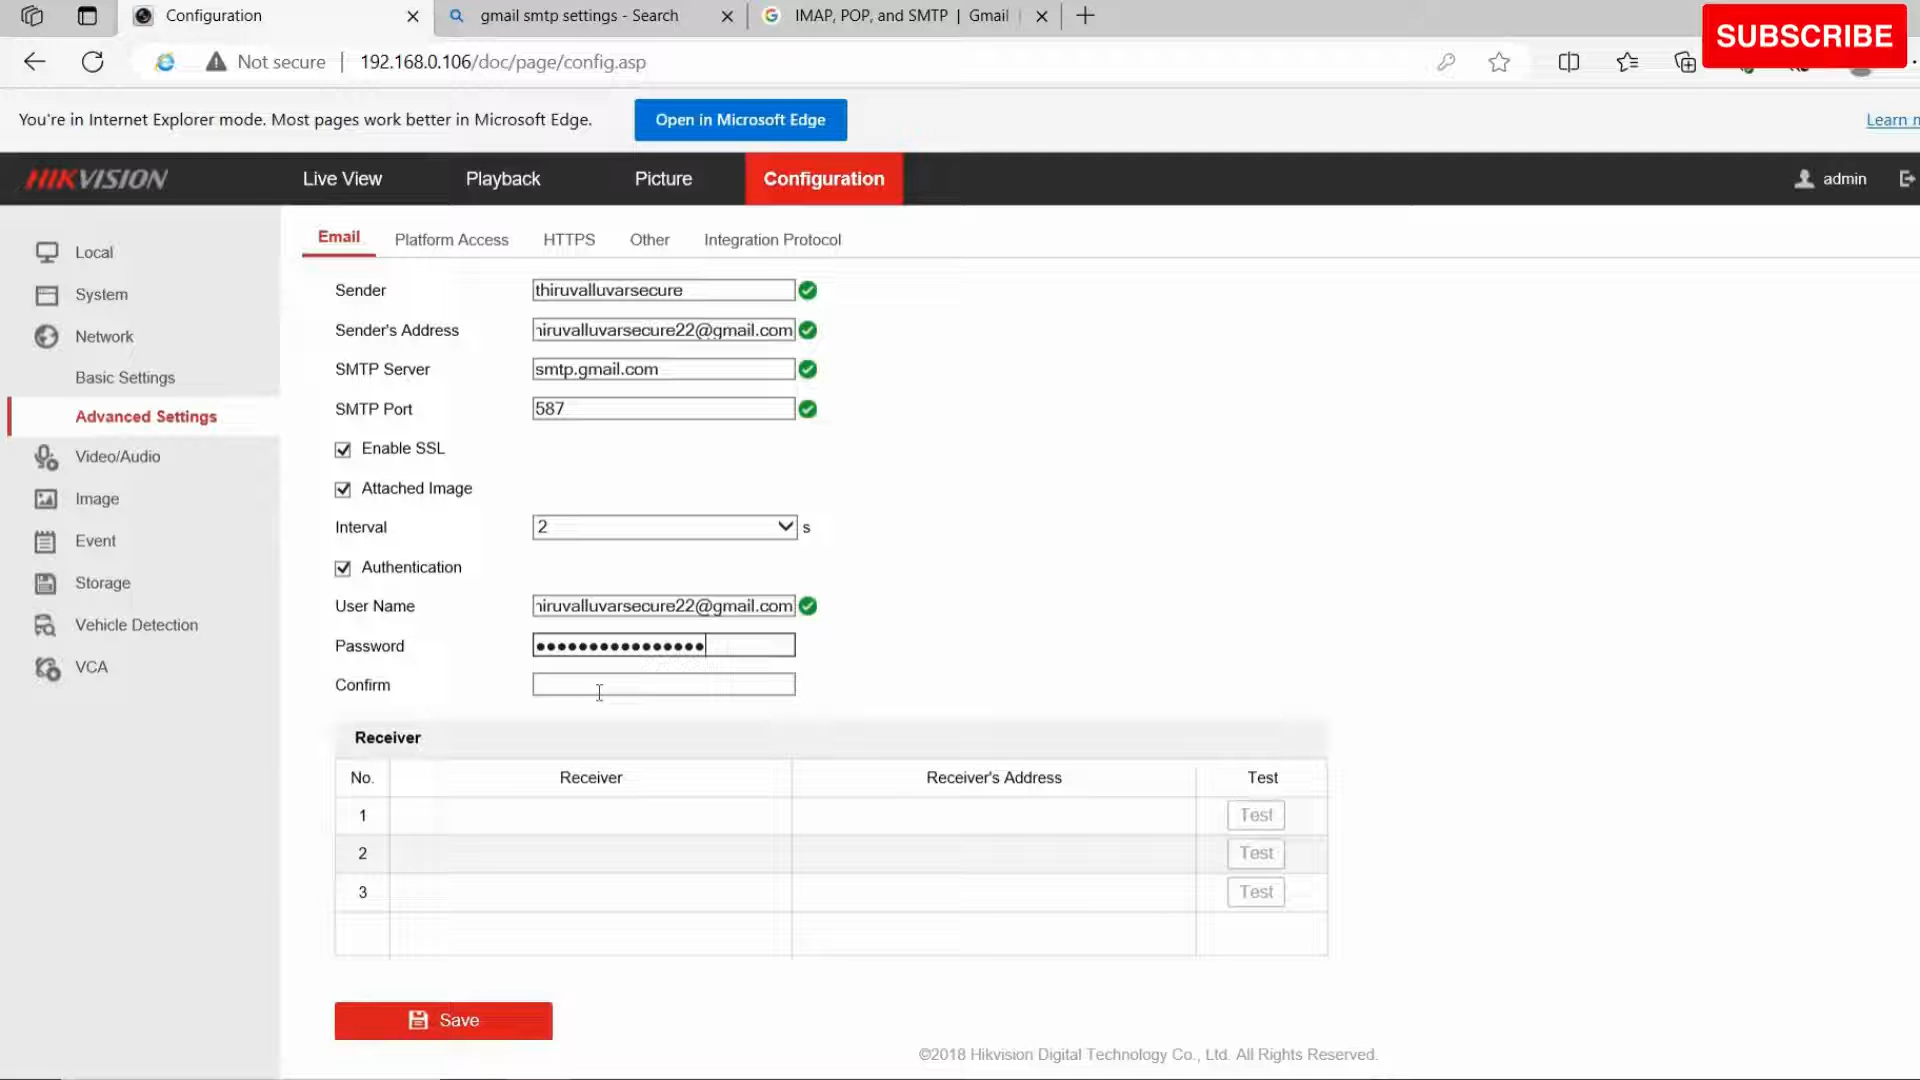 Configuration
gmail smtp settings - Search
IMAP, POP, and SMTP | Gmail
SUBSCRIBE
Not secure
192.168.0.106/doc/page/config.asp
You're in Internet Explorer mode. Most pages work better in Microsoft Edge.
Open in Microsoft Edge
Learn
HIKVISION
Live View
Playback
Picture
Configuration
admin
Local
System
Network
Basic Settings
Advanced Settings
Video/Audio
Image
Event
Storage
Vehicle Detection
VCA
Email
Platform Access
HTTPS
Other
Integration Protocol
Sender thiruvalluvarsecure
Sender's Address hiruvalluvarsecure22@gmail.com
SMTP Server smtp.gmail.com
SMTP Port 587
Enable SSL
Attached Image
Interval 2 s
Authentication
User Name hiruvalluvarsecure22@gmail.com
Password
Confirm
Receiver
No. Receiver Receiver's Address Test
1 Test
2 Test
3 Test
Save
©2018 Hikvision Digital Technology Co., Ltd. All Rights Reserved.